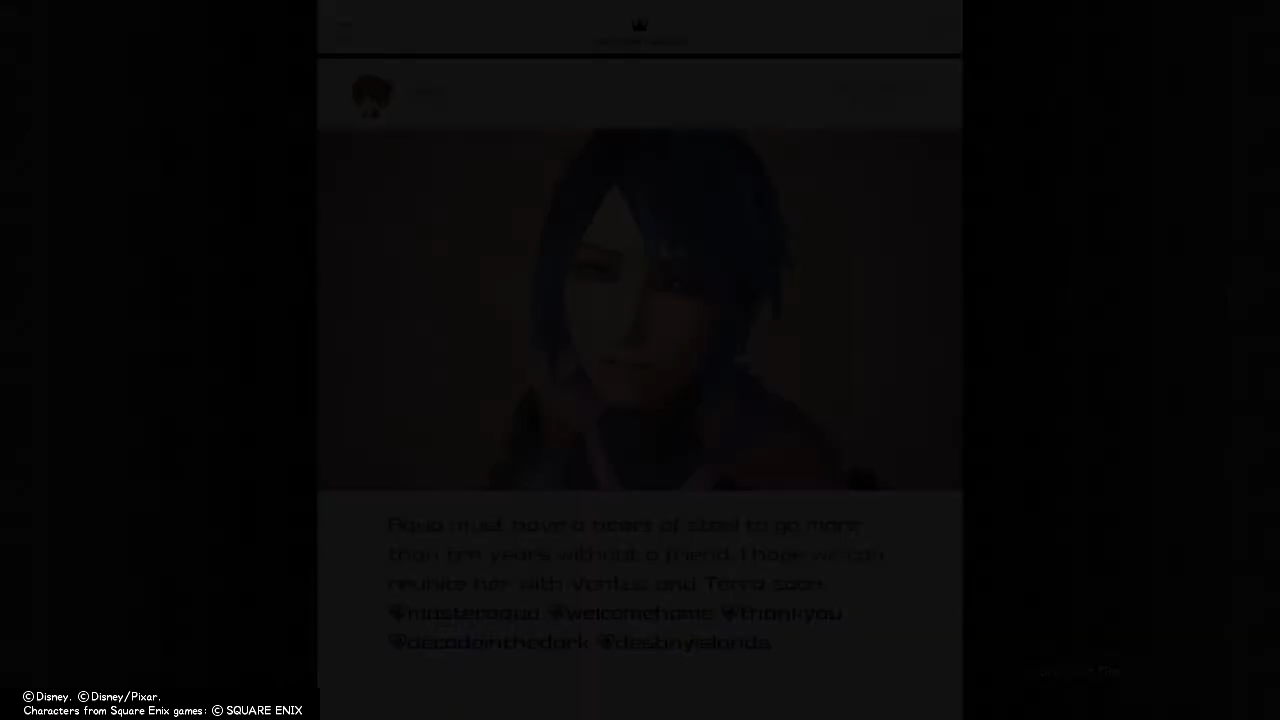 Aqua must have a heart of steel to go more
than ten years without a friend. I hope we can
reunite her with Ventus and Terra soon.
masteraqua welcomehome thankyou
decadeinthedark destinyislands
© Disney. © Disney/Pixar.
Characters from Square Enix games: © SQUARE ENIX